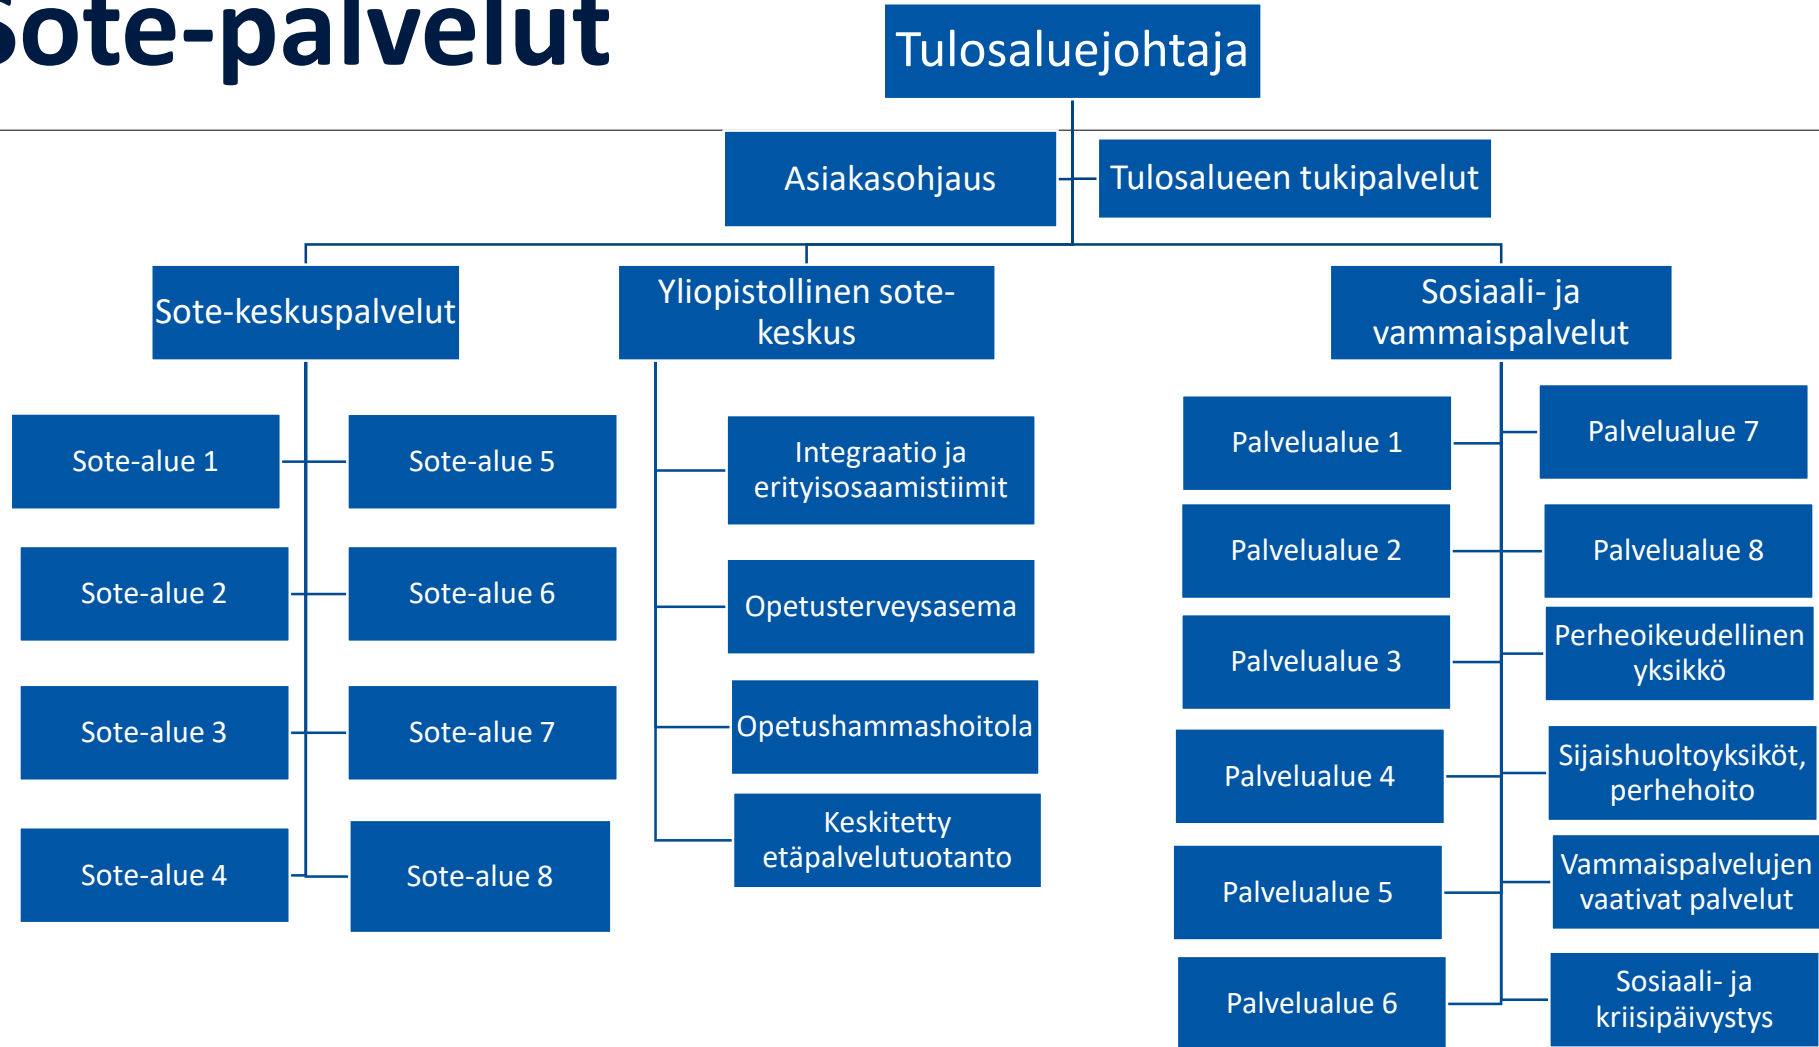 Sote-palvelut
Tulosaluejohtaja
Asiakasohjaus
Tulosalueen tukipalvelut
Sote-keskuspalvelut
Yliopistollinen sote-
keskus
Sosiaali- ja
vammaispalvelut
Sote-alue 1
Sote-alue 5
Sote-alue 2
Sote-alue 6
Sote-alue 3
Sote-alue 7
Sote-alue 4
Sote-alue 8
Integraatio ja
erityisosaamistiimit
Opetusterveysasema
Opetushammashoitola
Keskitetty
etäpalvelutuotanto
Palvelualue 1
Palvelualue 7
Palvelualue 2
Palvelualue 8
Palvelualue 3
Perheoikeudellinen
yksikkö
Palvelualue 4
Sijaishuoltoyksiköt,
perhehoito
Palvelualue 5
Vammaispalvelujen
vaativat palvelut
Palvelualue 6
Sosiaali- ja
kriisipäivystys